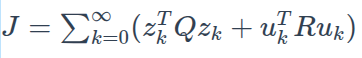 J = ∑_{k=0}^{∞}(z_k^T Q z_k + u_k^T R u_k)